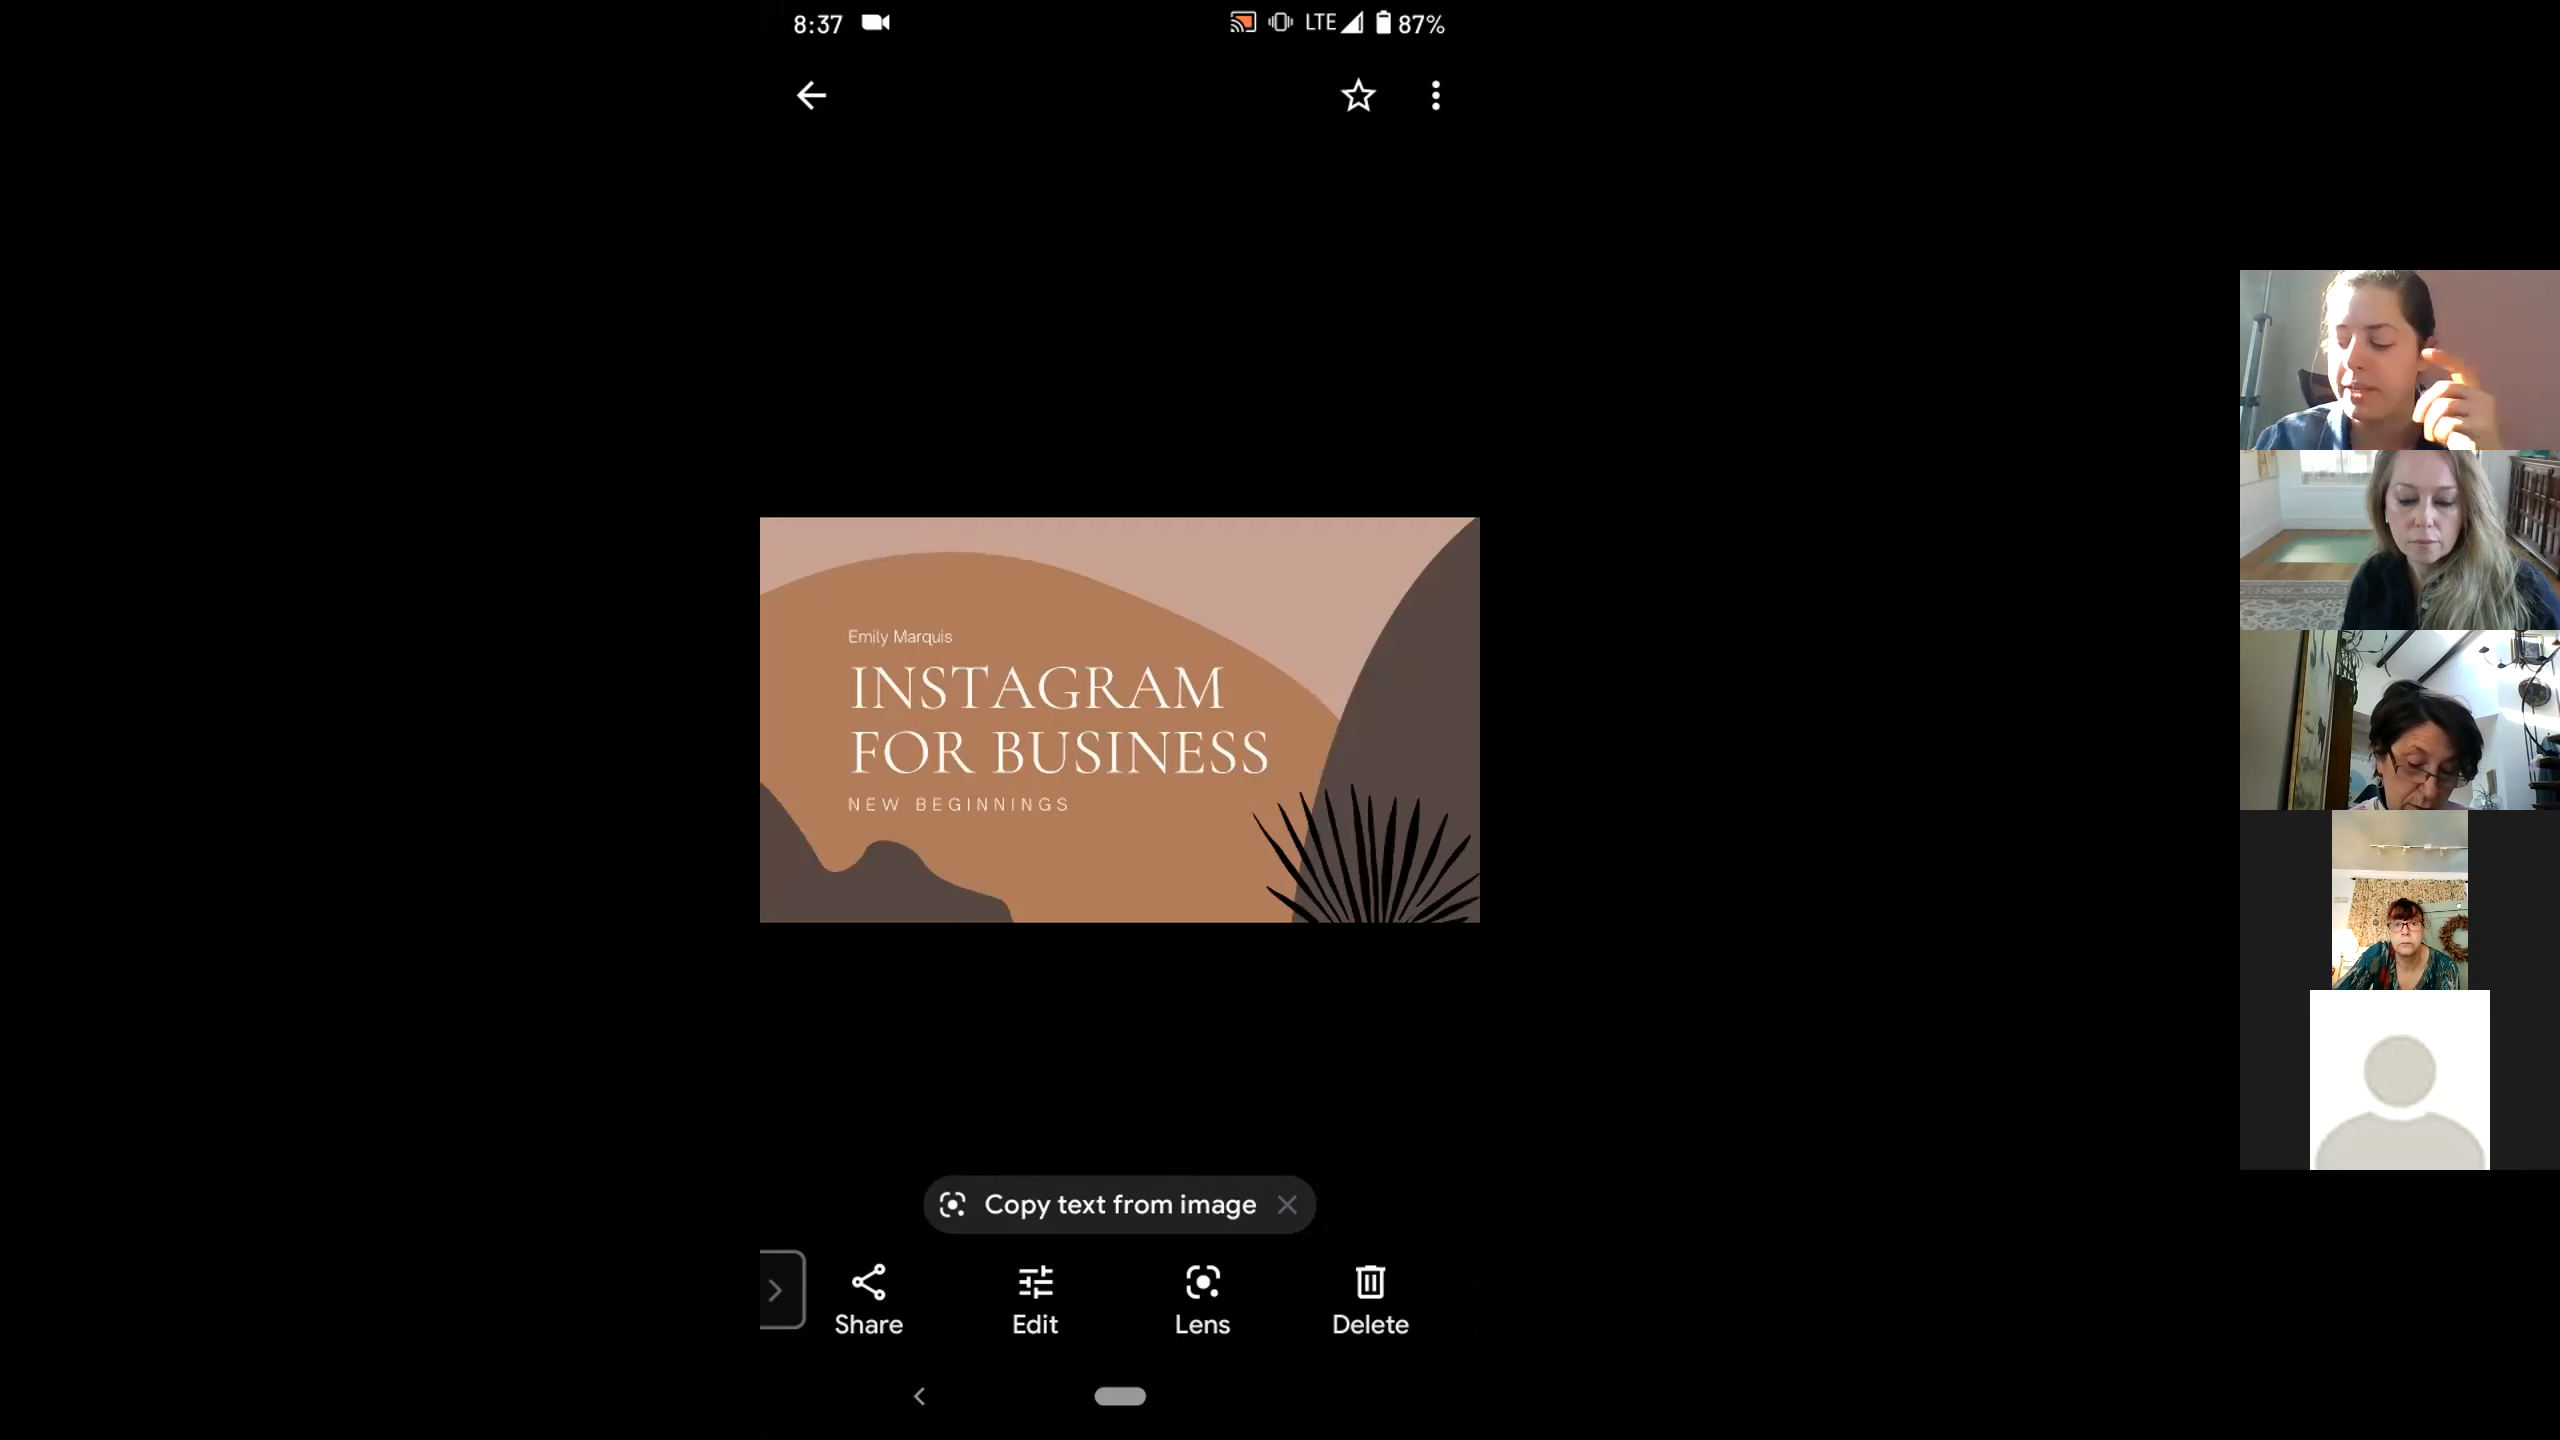 8:37 LTE 87%
Emily Marquis
INSTAGRAM
FOR BUSINESS
NEW BEGINNINGS
Copy text from image
Share Edit Lens Delete